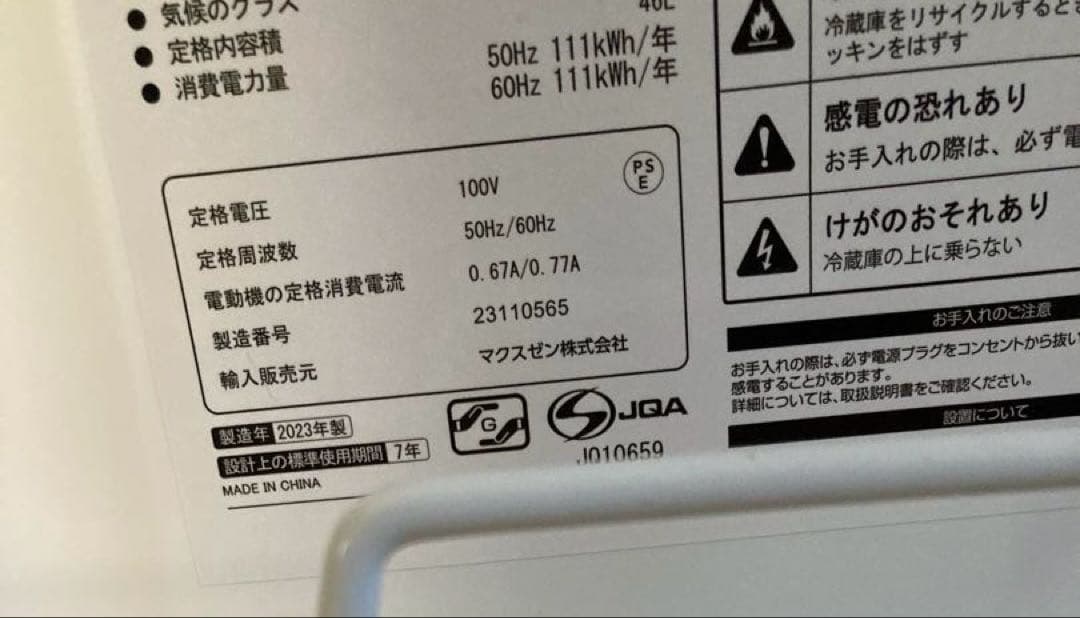 気候のクラス
定格内容積 46L
消費電力量 50Hz 111kWh/年
60Hz 111kWh/年
定格電圧 100V
定格周波数 50Hz/60Hz
電動機の定格消費電流 0.67A/0.77A
製造番号 23110565
輸入販売元 マクスゼン株式会社
PS
E
製造年 2023年製
設計上の標準使用期間 7年
MADE IN CHINA
G
JQA
JQ10659
冷蔵庫をリサイクルするとき
ッキンをはずす
感電の恐れあり
お手入れの際は、必ず電
けがのおそれあり
冷蔵庫の上に乗らない
お手入れのご注意
お手入れの際は、必ず電源プラグをコンセントから抜い
感電することがあります。
詳細については、取扱説明書をご確認ください。
設置について